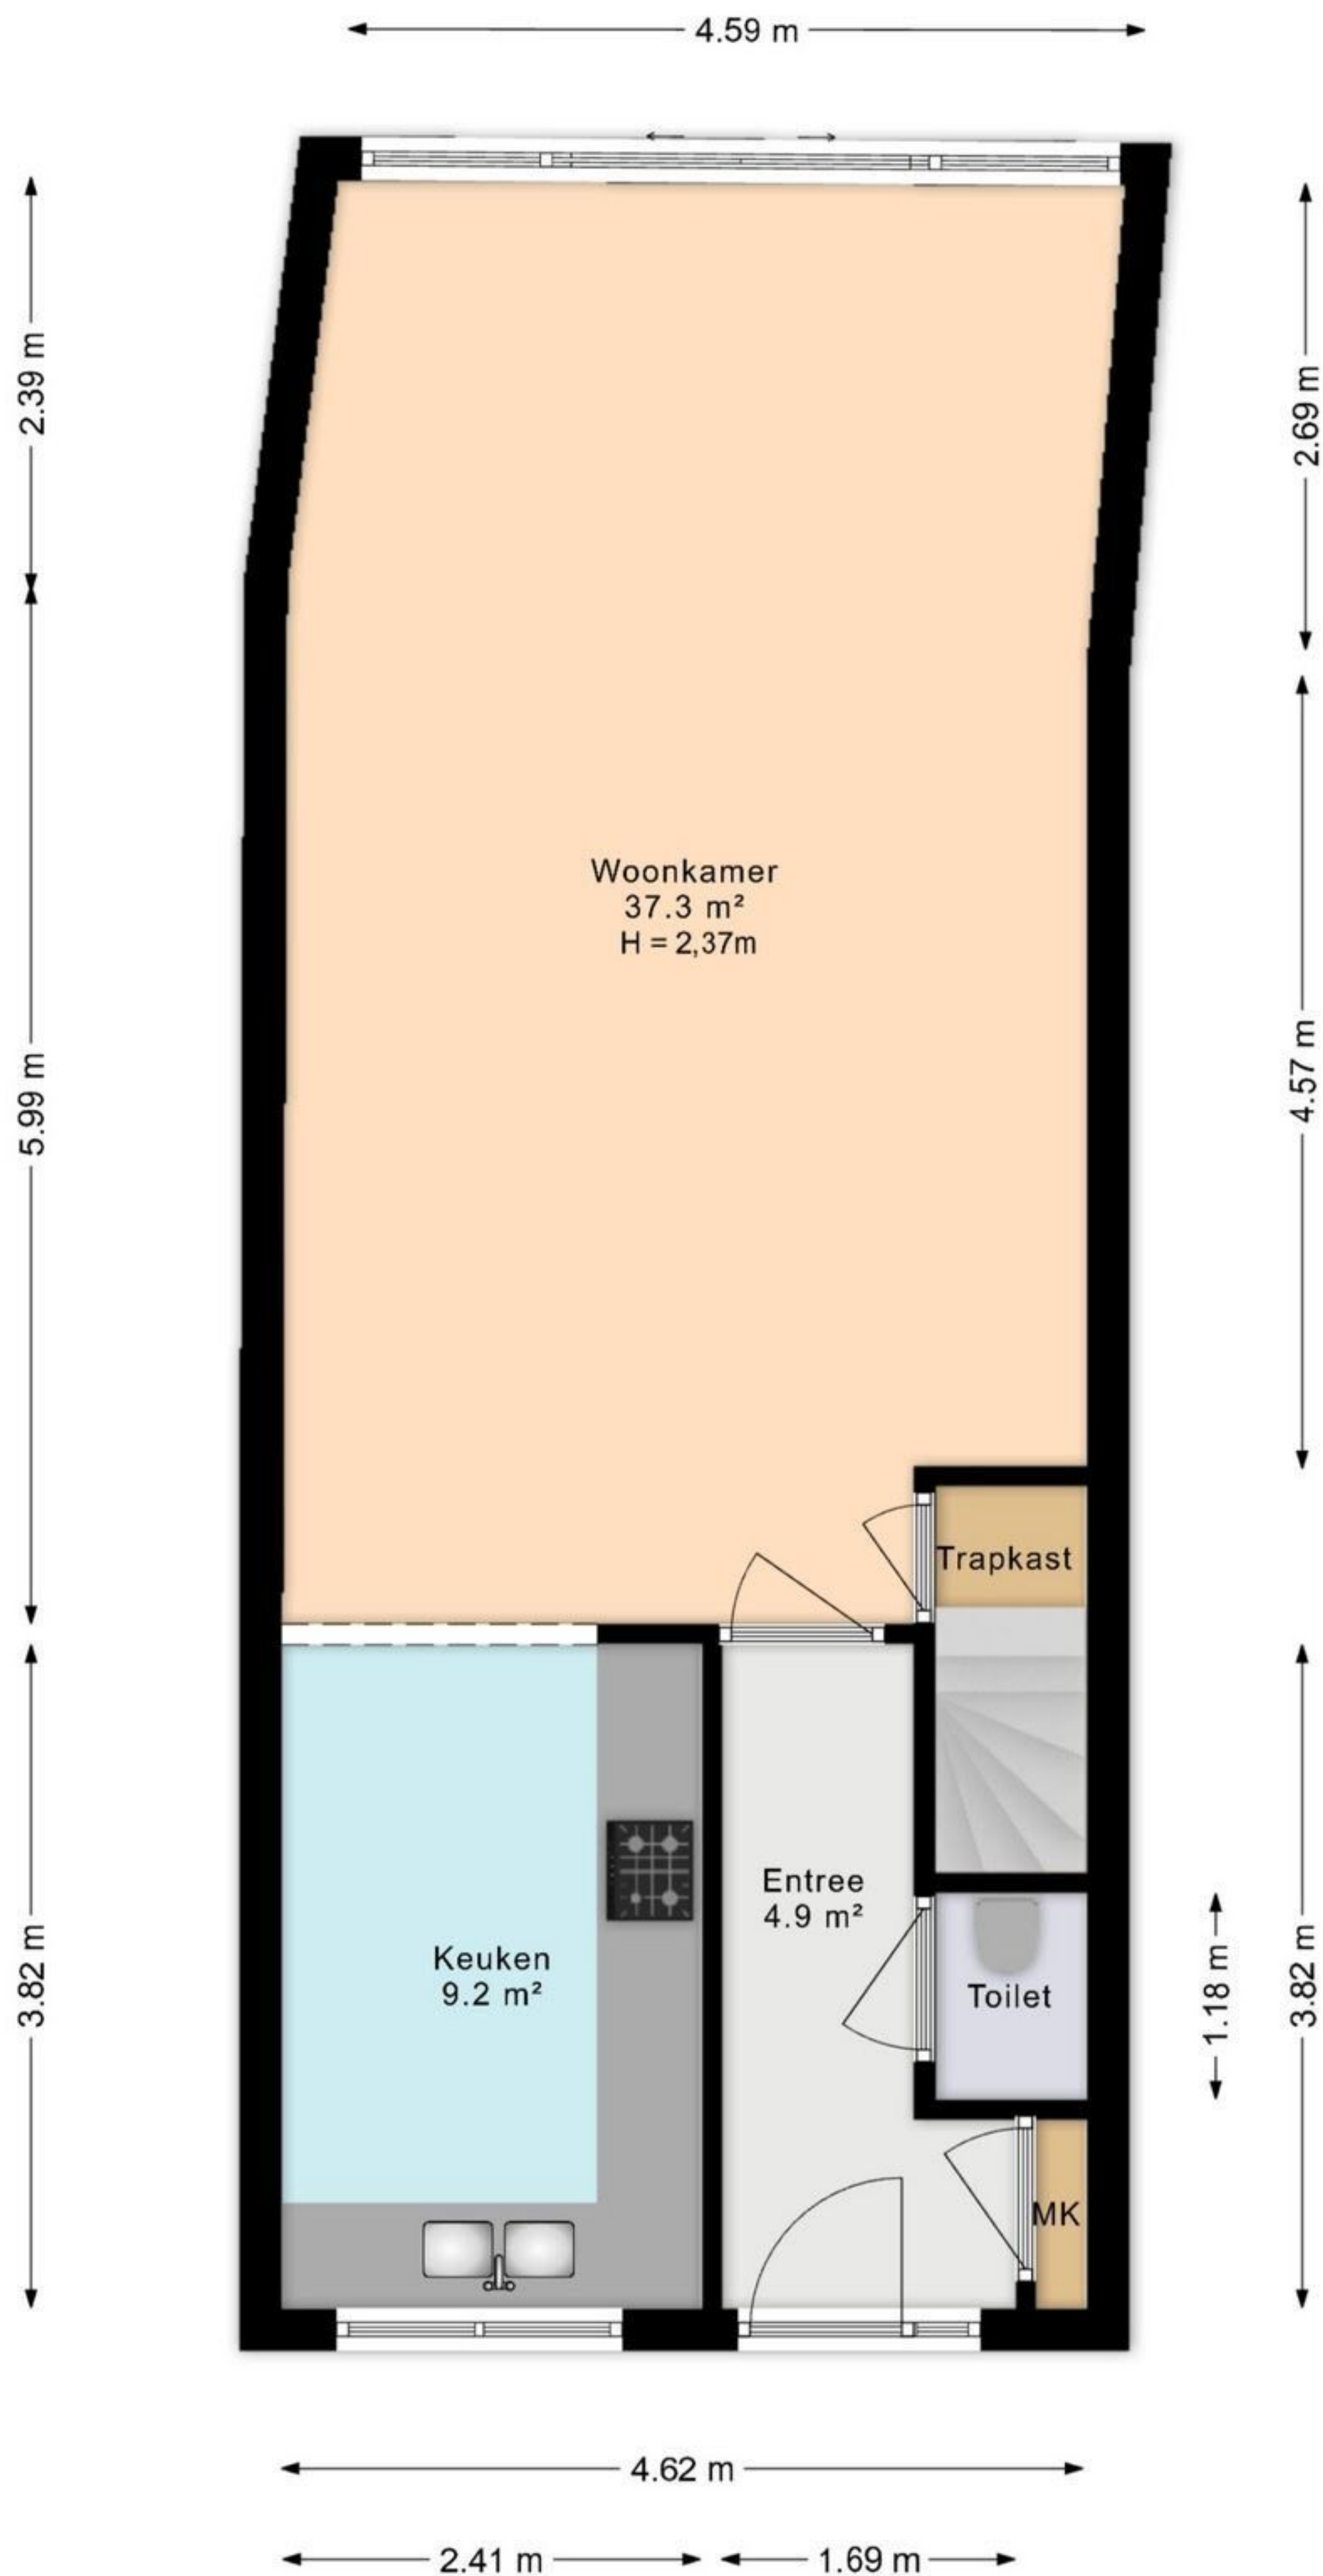 4.59 m
2.39 m
2.69 m
Woonkamer
37.3 m²
H = 2,37m
5.99 m
4.57 m
Trapkast
Entree
4.9 m²
Keuken
9.2 m²
Toilet
3.82 m
1.18 m
3.82 m
MK
4.62 m
2.41 m
1.69 m